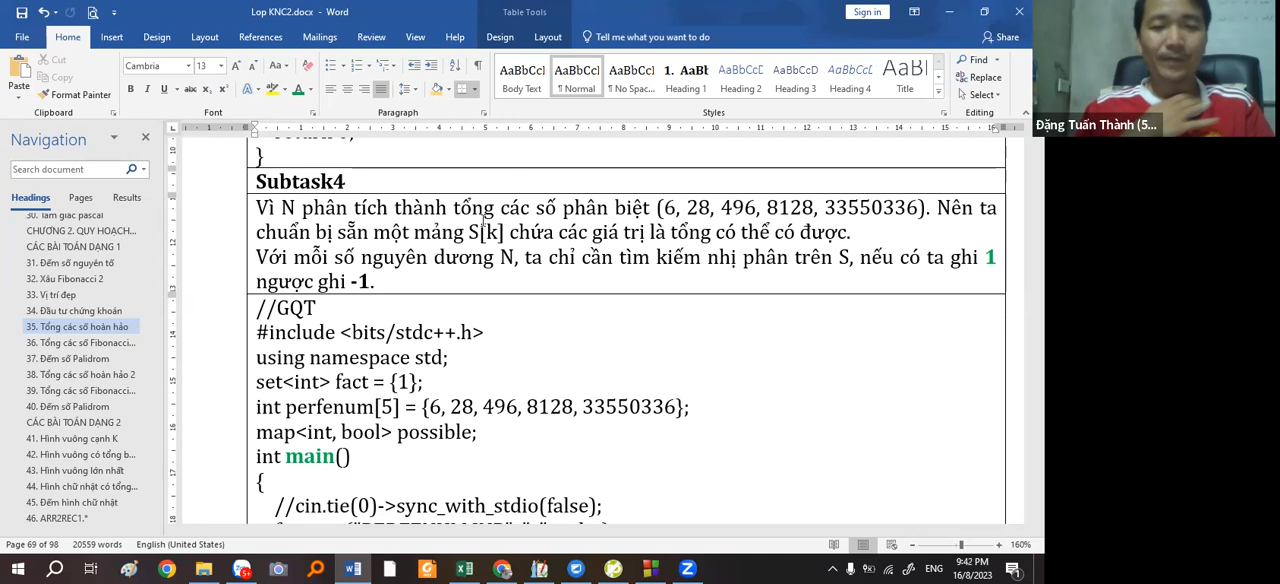 Lop KNC2.docx - Word
Table Tools
Sign in
File
Home
Insert
Design
Layout
References
Mailings
Review
View
Help
Design
Layout
Tell me what you want to do
Share
Paste
Cut
Copy
Format Painter
Clipboard
Cambria
13
Font
Paragraph
AaBbCcl
Body Text
AaBbCcl
¶ Normal
AaBbCcl
¶ No Spac...
1. AaBl
Heading 1
AaBbCcI
Heading 2
AaBbCcD
Heading 3
AaBbCcI
Heading 4
AaBl
Title
Styles
Find
Replace
Select
Editing
Đặng Tuấn Thành (5...
Navigation
Search document
Headings
Pages
Results
30. Tam giác pascal
CHƯƠNG 2. QUY HOẠCH...
CÁC BÀI TOÁN DẠNG 1
31. Đếm số nguyên tố
32. Xâu Fibonacci 2
33. Vị trí đẹp
34. Đầu tư chứng khoán
35. Tổng các số hoàn hảo
36. Tổng các số Fibonacci...
37. Đếm số Palidrom
38. Tổng các số hoàn hảo 2
39. Tổng các số Fibonacci...
40. Đếm số Palidrom
CÁC BÀI TOÁN DẠNG 2
41. Hình vuông cạnh K
42. Hình vuông có tổng b...
43. Hình vuông lớn nhất
44. Hình chữ nhật có tổng...
45. Đếm hình chữ nhật
46. ARR2REC1.*
}
Subtask4
Vì N phân tích thành tổng các số phân biệt (6, 28, 496, 8128, 33550336). Nên ta
chuẩn bị sẵn một mảng S[k] chứa các giá trị là tổng có thể có được.
Với mỗi số nguyên dương N, ta chỉ cần tìm kiếm nhị phân trên S, nếu có ta ghi 1
ngược ghi -1.
//GQT
#include <bits/stdc++.h>
using namespace std;
set<int> fact = {1};
int perfenum[5] = {6, 28, 496, 8128, 33550336};
map<int, bool> possible;
int main()
{
//cin.tie(0)->sync_with_stdio(false);
Page 69 of 98
20559 words
English (United States)
160%
ENG
9:42 PM
16/8/2023